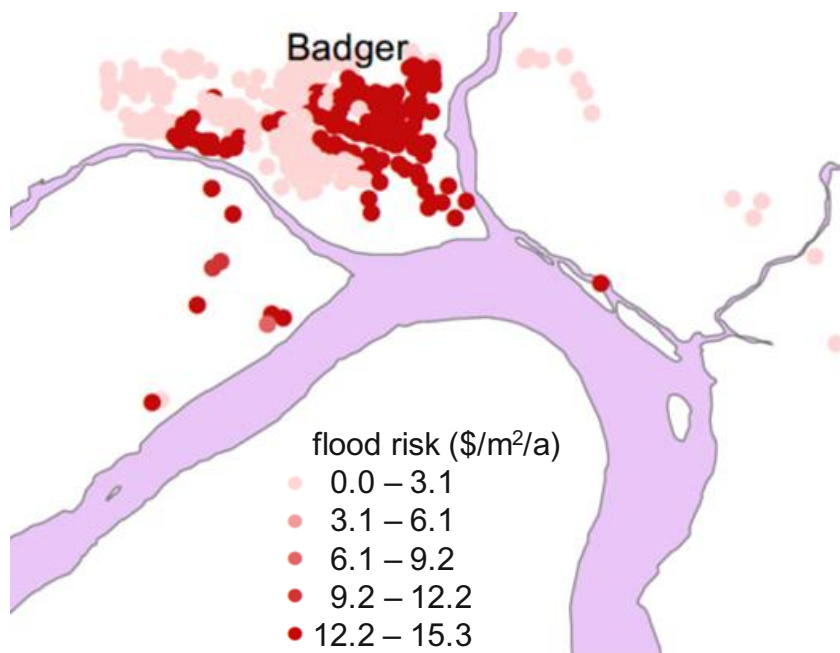 Badger
flood risk ($/m²/a)
0.0 – 3.1
3.1 – 6.1
6.1 – 9.2
9.2 – 12.2
12.2 – 15.3